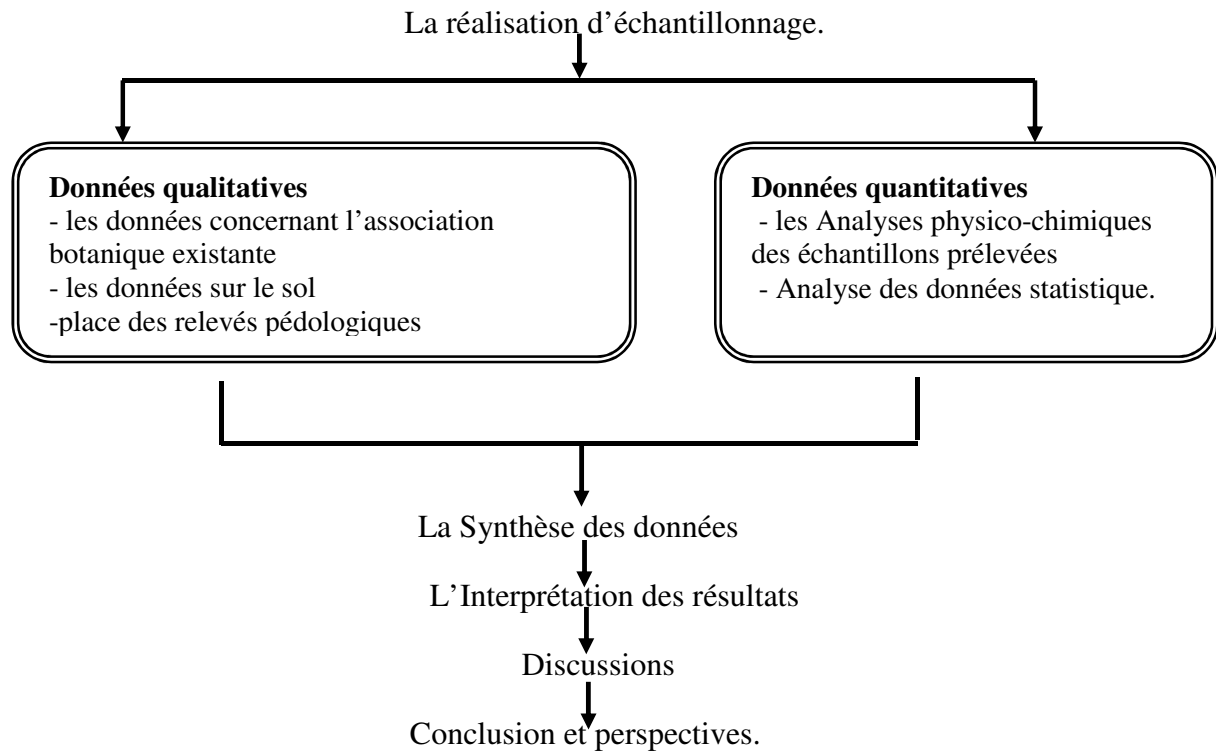 La réalisation d’échantillonnage.
Données qualitatives
- les données concernant l’association
botanique existante
- les données sur le sol
-place des relevés pédologiques
Données quantitatives
- les Analyses physico-chimiques
des échantillons prélevées
- Analyse des données statistique.
La Synthèse des données
L’Interprétation des résultats
Discussions
Conclusion et perspectives.